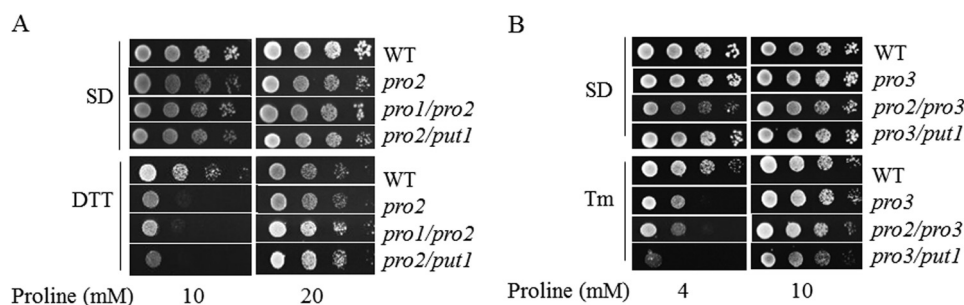 A
SD
WT
pro2
pro1/pro2
pro2/put1
DTT
WT
pro2
pro1/pro2
pro2/put1
Proline (mM)
10
20
B
SD
WT
pro3
pro2/pro3
pro3/put1
Tm
WT
pro3
pro2/pro3
pro3/put1
Proline (mM)
4
10